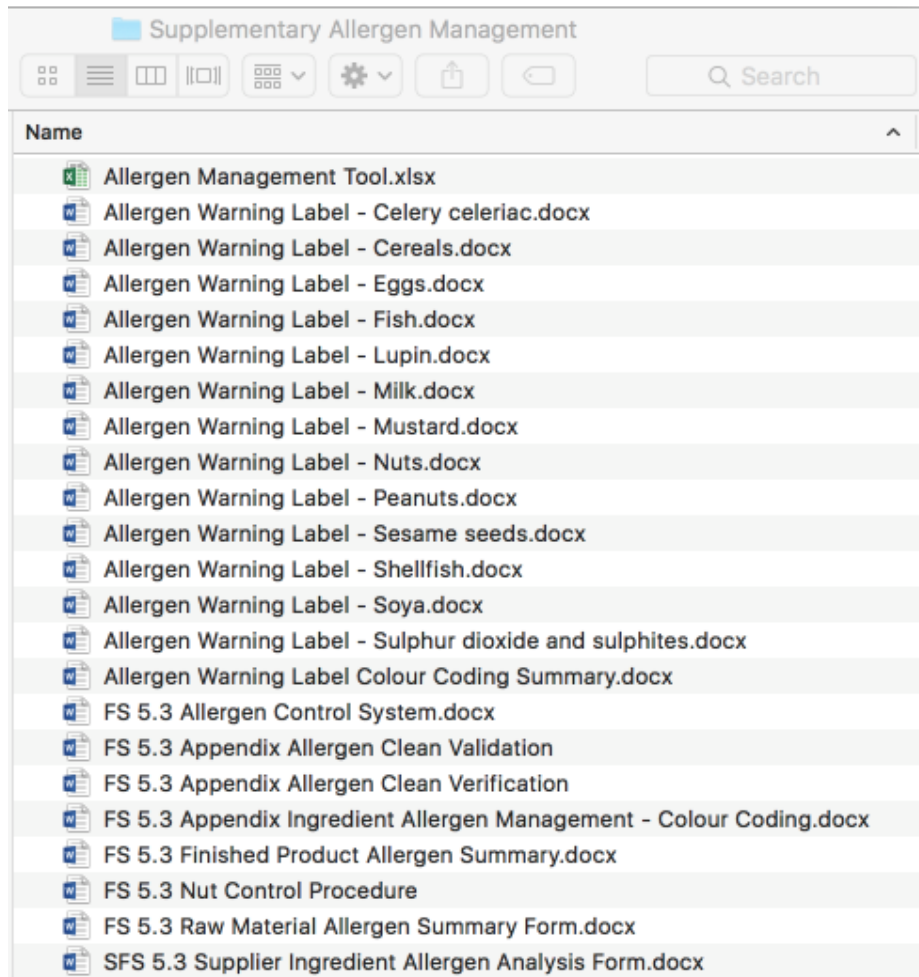 Supplementary Allergen Management
Search
Name
Allergen Management Tool.xlsx
Allergen Warning Label - Celery celeriac.docx
Allergen Warning Label - Cereals.docx
Allergen Warning Label - Eggs.docx
Allergen Warning Label - Fish.docx
Allergen Warning Label - Lupin.docx
Allergen Warning Label - Milk.docx
Allergen Warning Label - Mustard.docx
Allergen Warning Label - Nuts.docx
Allergen Warning Label - Peanuts.docx
Allergen Warning Label - Sesame seeds.docx
Allergen Warning Label - Shellfish.docx
Allergen Warning Label - Soya.docx
Allergen Warning Label - Sulphur dioxide and sulphites.docx
Allergen Warning Label Colour Coding Summary.docx
FS 5.3 Allergen Control System.docx
FS 5.3 Appendix Allergen Clean Validation
FS 5.3 Appendix Allergen Clean Verification
FS 5.3 Appendix Ingredient Allergen Management - Colour Coding.docx
FS 5.3 Finished Product Allergen Summary.docx
FS 5.3 Nut Control Procedure
FS 5.3 Raw Material Allergen Summary Form.docx
SFS 5.3 Supplier Ingredient Allergen Analysis Form.docx